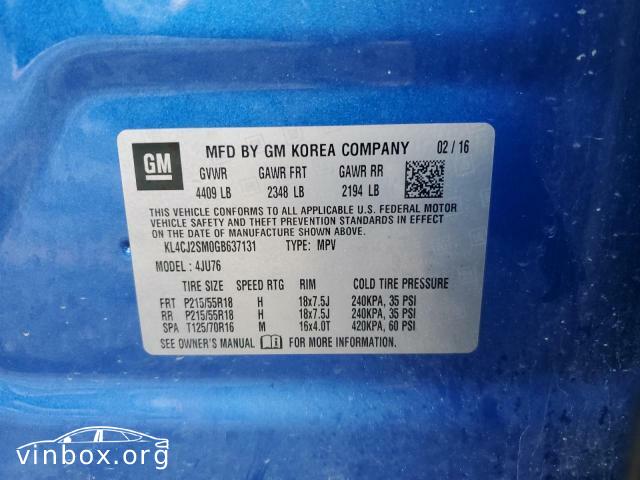 GM
MFD BY GM KOREA COMPANY 02 / 16
GVWR GAWR FRT GAWR RR
4409 LB 2348 LB 2194 LB
THIS VEHICLE CONFORMS TO ALL APPLICABLE U.S. FEDERAL MOTOR
VEHICLE SAFETY AND THEFT PREVENTION STANDARDS IN EFFECT
ON THE DATE OF MANUFACTURE SHOWN ABOVE.
KL4CJ2SM0GB637131 TYPE: MPV
MODEL: 4JU76
TIRE SIZE SPEED RTG RIM COLD TIRE PRESSURE
FRT P215/55R18 H 18x7.5J 240KPA, 35 PSI
RR P215/55R18 H 18x7.5J 240KPA, 35 PSI
SPA T125/70R16 M 16x4.0T 420KPA, 60 PSI
SEE OWNER'S MANUAL FOR MORE INFORMATION.
vinbox.org